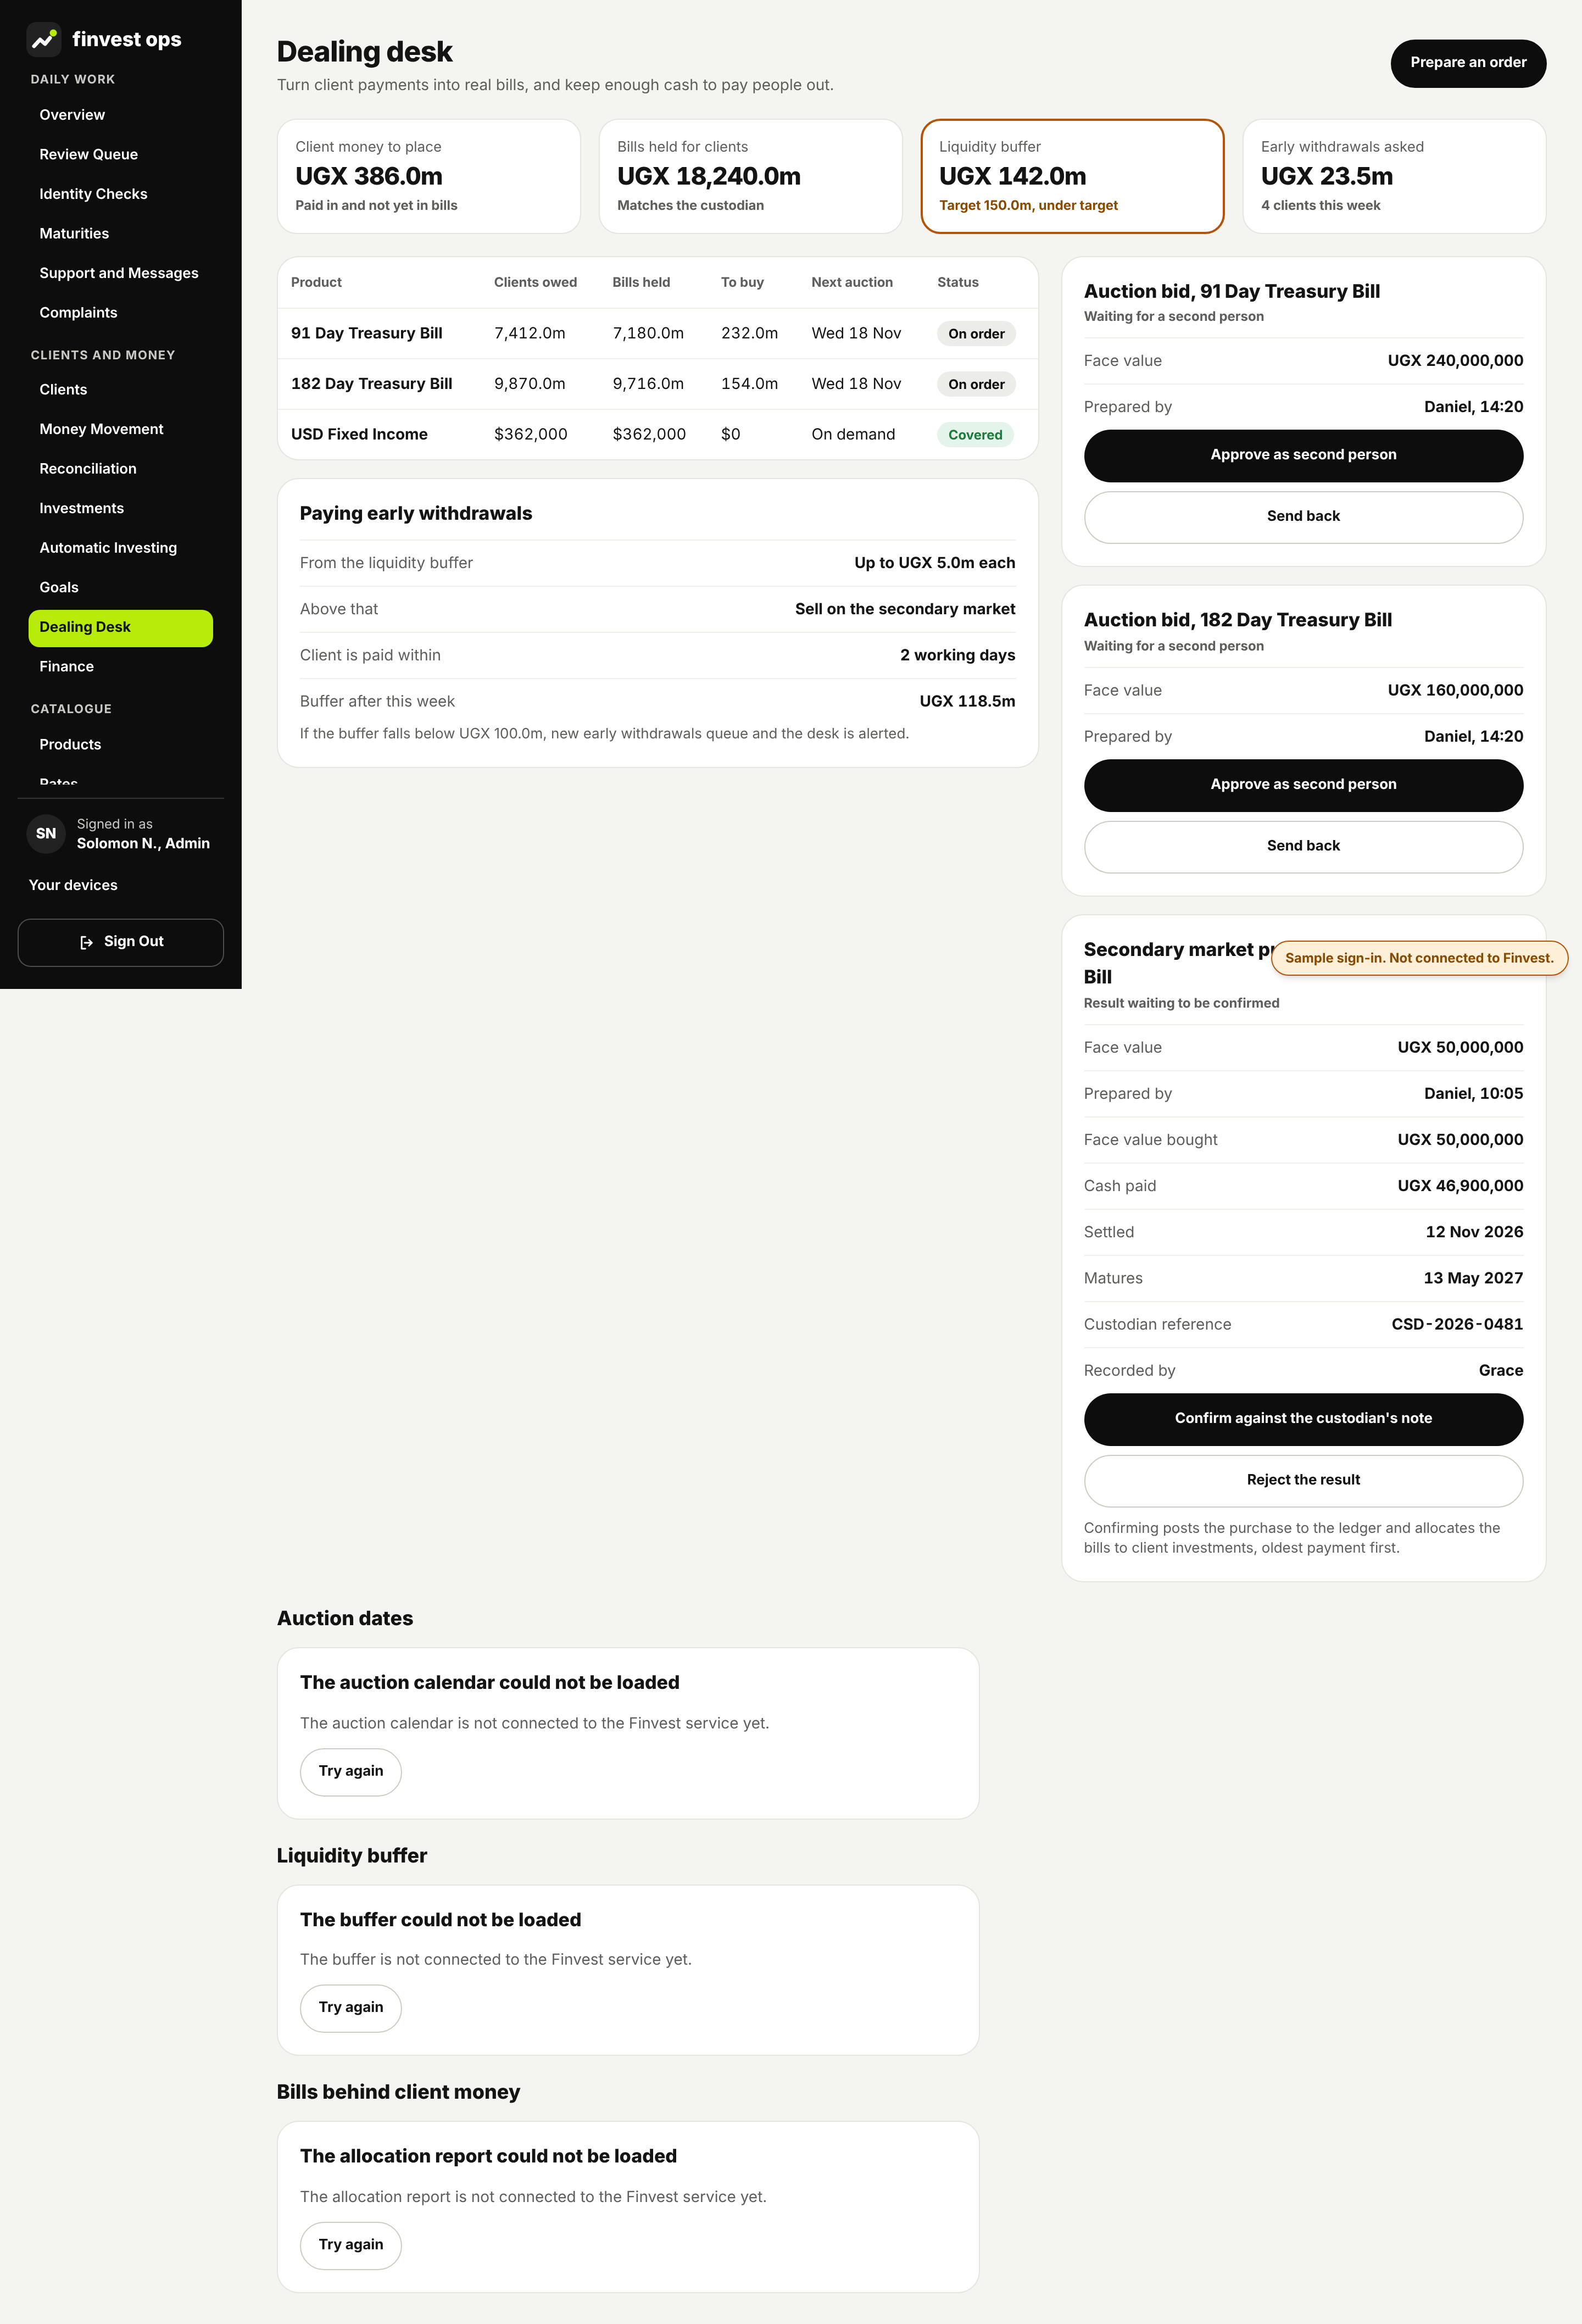 finvest ops
DAILY WORK
Overview
Review Queue
Identity Checks
Maturities
Support and Messages
Complaints
CLIENTS AND MONEY
Clients
Money Movement
Reconciliation
Investments
Automatic Investing
Goals
Dealing Desk
Finance
CATALOGUE
Products
Rates
SN
Signed in as
Solomon N., Admin
Your devices
Sign Out
Dealing desk
Turn client payments into real bills, and keep enough cash to pay people out.
Prepare an order
Client money to place
UGX 386.0m
Paid in and not yet in bills
Bills held for clients
UGX 18,240.0m
Matches the custodian
Liquidity buffer
UGX 142.0m
Target 150.0m, under target
Early withdrawals asked
UGX 23.5m
4 clients this week
Product Clients owed Bills held To buy Next auction Status
91 Day Treasury Bill 7,412.0m 7,180.0m 232.0m Wed 18 Nov On order
182 Day Treasury Bill 9,870.0m 9,716.0m 154.0m Wed 18 Nov On order
USD Fixed Income $362,000 $362,000 $0 On demand Covered
Paying early withdrawals
From the liquidity buffer Up to UGX 5.0m each
Above that Sell on the secondary market
Client is paid within 2 working days
Buffer after this week UGX 118.5m
If the buffer falls below UGX 100.0m, new early withdrawals queue and the desk is alerted.
Auction bid, 91 Day Treasury Bill
Waiting for a second person
Face value UGX 240,000,000
Prepared by Daniel, 14:20
Approve as second person
Send back
Auction bid, 182 Day Treasury Bill
Waiting for a second person
Face value UGX 160,000,000
Prepared by Daniel, 14:20
Approve as second person
Send back
Secondary market
Sample sign-in. Not connected to Finvest.
Bill
Result waiting to be confirmed
Face value UGX 50,000,000
Prepared by Daniel, 10:05
Face value bought UGX 50,000,000
Cash paid UGX 46,900,000
Settled 12 Nov 2026
Matures 13 May 2027
Custodian reference CSD-2026-0481
Recorded by Grace
Confirm against the custodian's note
Reject the result
Confirming posts the purchase to the ledger and allocates the
bills to client investments, oldest payment first.
Auction dates
The auction calendar could not be loaded
The auction calendar is not connected to the Finvest service yet.
Try again
Liquidity buffer
The buffer could not be loaded
The buffer is not connected to the Finvest service yet.
Try again
Bills behind client money
The allocation report could not be loaded
The allocation report is not connected to the Finvest service yet.
Try again